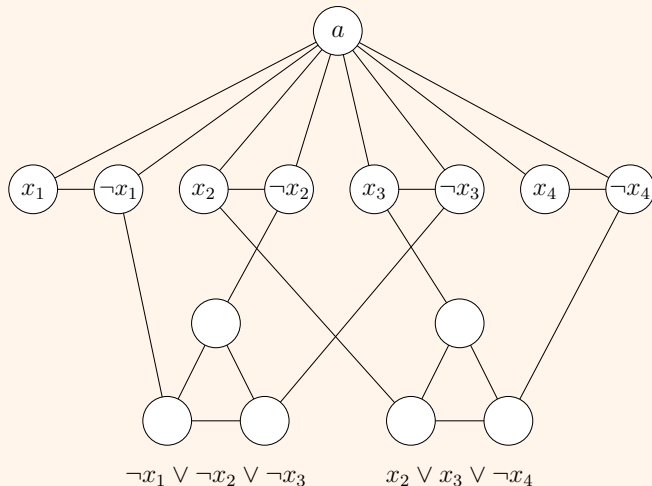 a
x₁ ¬x₁ x₂ ¬x₂ x₃ ¬x₃ x₄ ¬x₄
¬x₁ ∨ ¬x₂ ∨ ¬x₃ x₂ ∨ x₃ ∨ ¬x₄